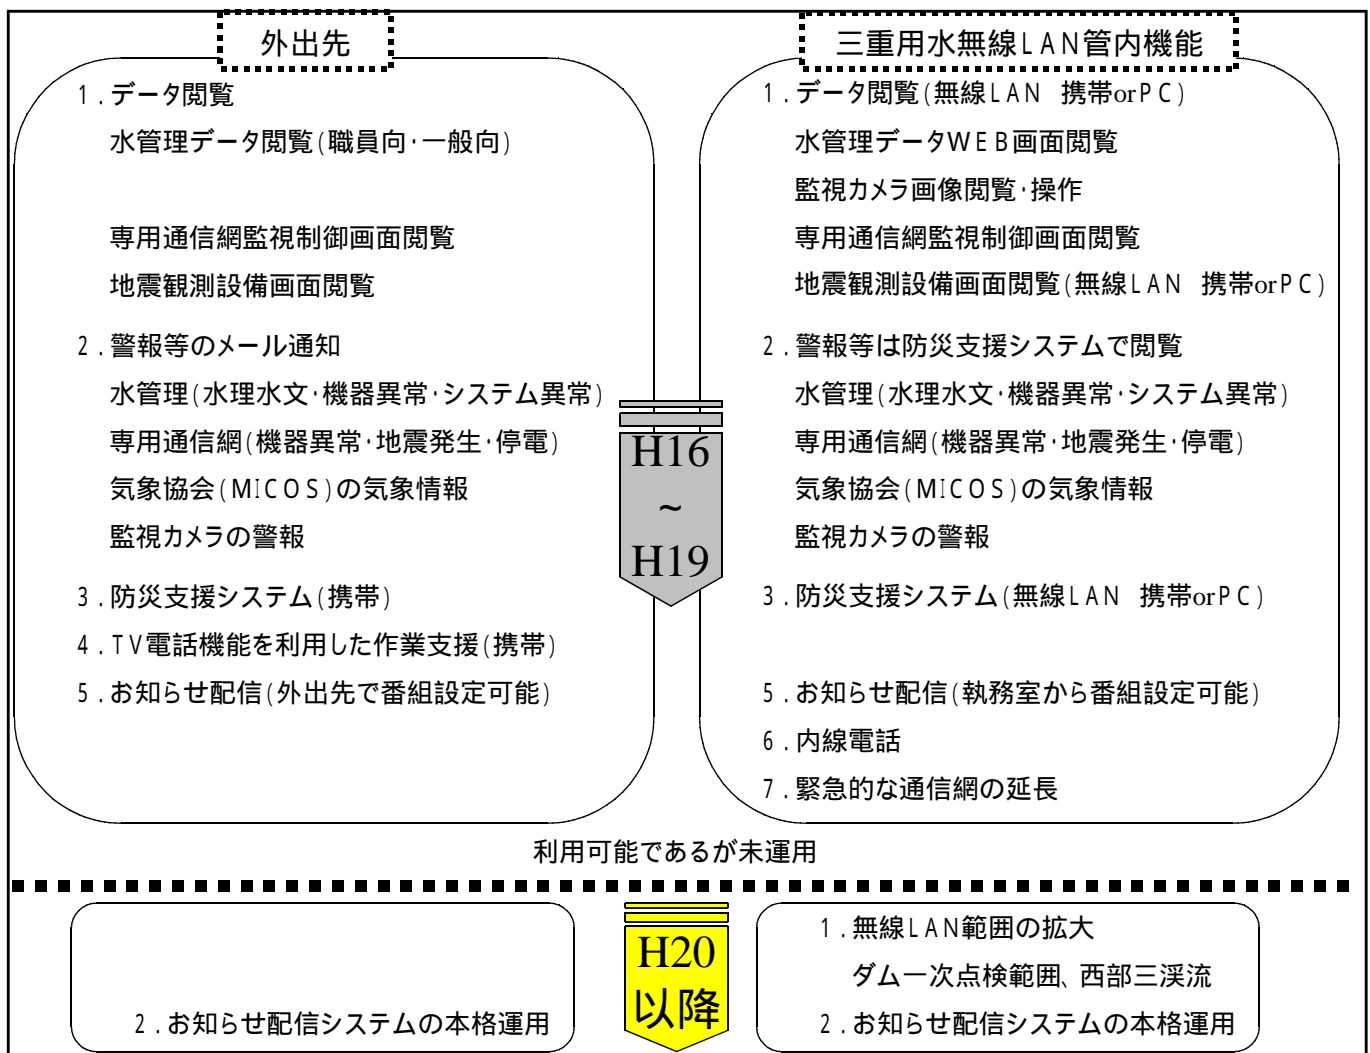 外出先
1.データ閲覧
水管理データ閲覧(職員向・一般向)
専用通信網監視制御画面閲覧
地震観測設備画面閲覧
2.警報等のメール通知
水管理(水理水文・機器異常・システム異常)
専用通信網(機器異常・地震発生・停電)
気象協会(MICOS)の気象情報
監視カメラの警報
3.防災支援システム(携帯)
4.TV電話機能を利用した作業支援(携帯)
5.お知らせ配信(外出先で番組設定可能)
H16
~
H19
三重用水無線LAN管内機能
1.データ閲覧(無線LAN 携帯orPC)
水管理データWEB画面閲覧
監視カメラ画像閲覧・操作
専用通信網監視制御画面閲覧
地震観測設備画面閲覧(無線LAN 携帯orPC)
2.警報等は防災支援システムで閲覧
水管理(水理水文・機器異常・システム異常)
専用通信網(機器異常・地震発生・停電)
気象協会(MICOS)の気象情報
監視カメラの警報
3.防災支援システム(無線LAN 携帯orPC)
5.お知らせ配信(執務室から番組設定可能)
6.内線電話
7.緊急的な通信網の延長
利用可能であるが未運用
2.お知らせ配信システムの本格運用
H20
以降
1.無線LAN範囲の拡大
ダム一次点検範囲、西部三渓流
2.お知らせ配信システムの本格運用